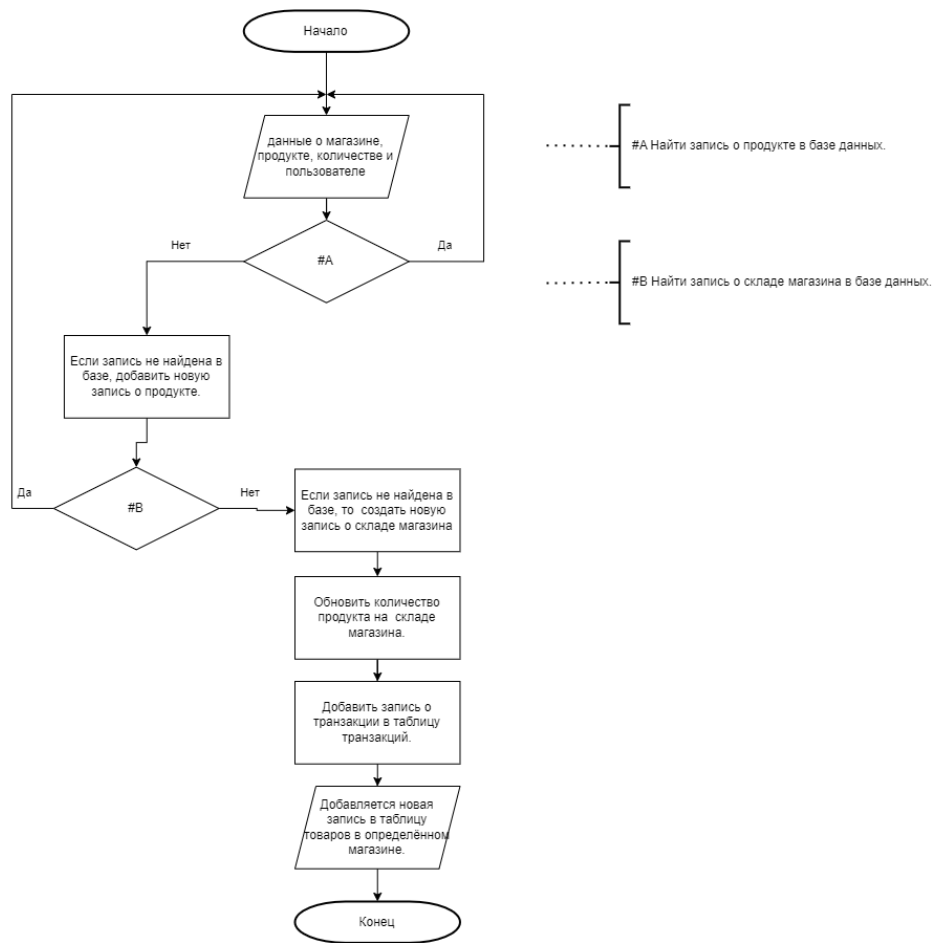 Начало
данные о магазине,
продукте, количестве и
пользователе
#A Найти запись о продукте в базе данных.
Нет
#A
Да
#B Найти запись о складе магазина в базе данных.
Если запись не найдена в
базе, добавить новую
запись о продукте.
Да
#B
Нет
Если запись не найдена в
базе, то создать новую
запись о складе магазина
Обновить количество
продукта на складе
магазина.
Добавить запись о
транзакции в таблицу
транзакций.
Добавляется новая
запись в таблицу
товаров в определённом
магазине.
Конец